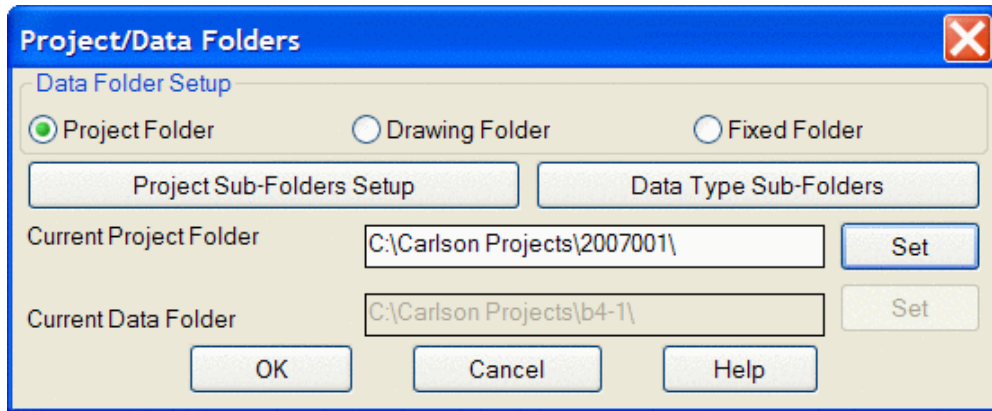 Project/Data Folders
Data Folder Setup
Project Folder Drawing Folder Fixed Folder
Project Sub-Folders Setup Data Type Sub-Folders
Current Project Folder C:\Carlson Projects\2007001\ Set
Current Data Folder C:\Carlson Projects\b4-1\ Set
OK Cancel Help